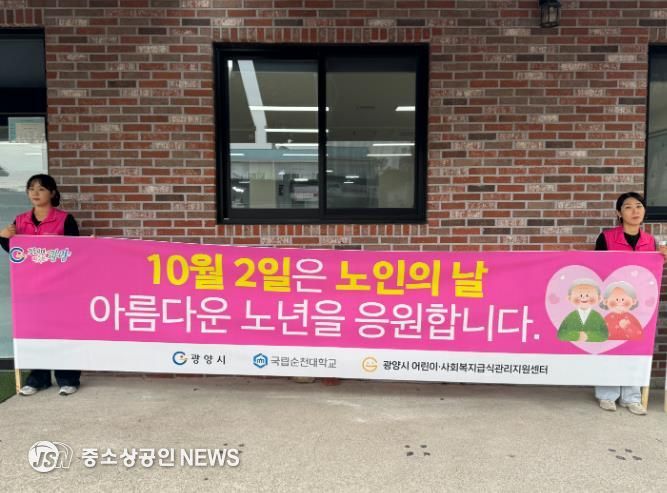 10월 2일은 노인의 날
아름다운 노년을 응원합니다.
광양시
국립순천대학교
광양시 어린이·사회복지급식관리지원센터
JSN 중소상공인 NEWS